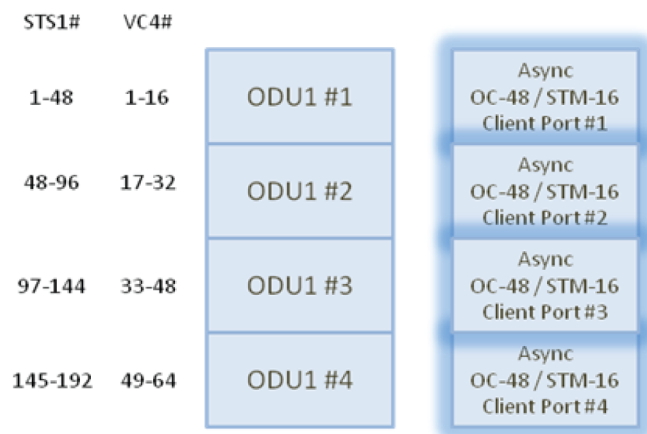 STS1# VC4#
1-48 1-16 ODU1 #1
Async
OC-48 / STM-16
Client Port #1
48-96 17-32 ODU1 #2
Async
OC-48 / STM-16
Client Port #2
97-144 33-48 ODU1 #3
Async
OC-48 / STM-16
Client Port #3
145-192 49-64 ODU1 #4
Async
OC-48 / STM-16
Client Port #4